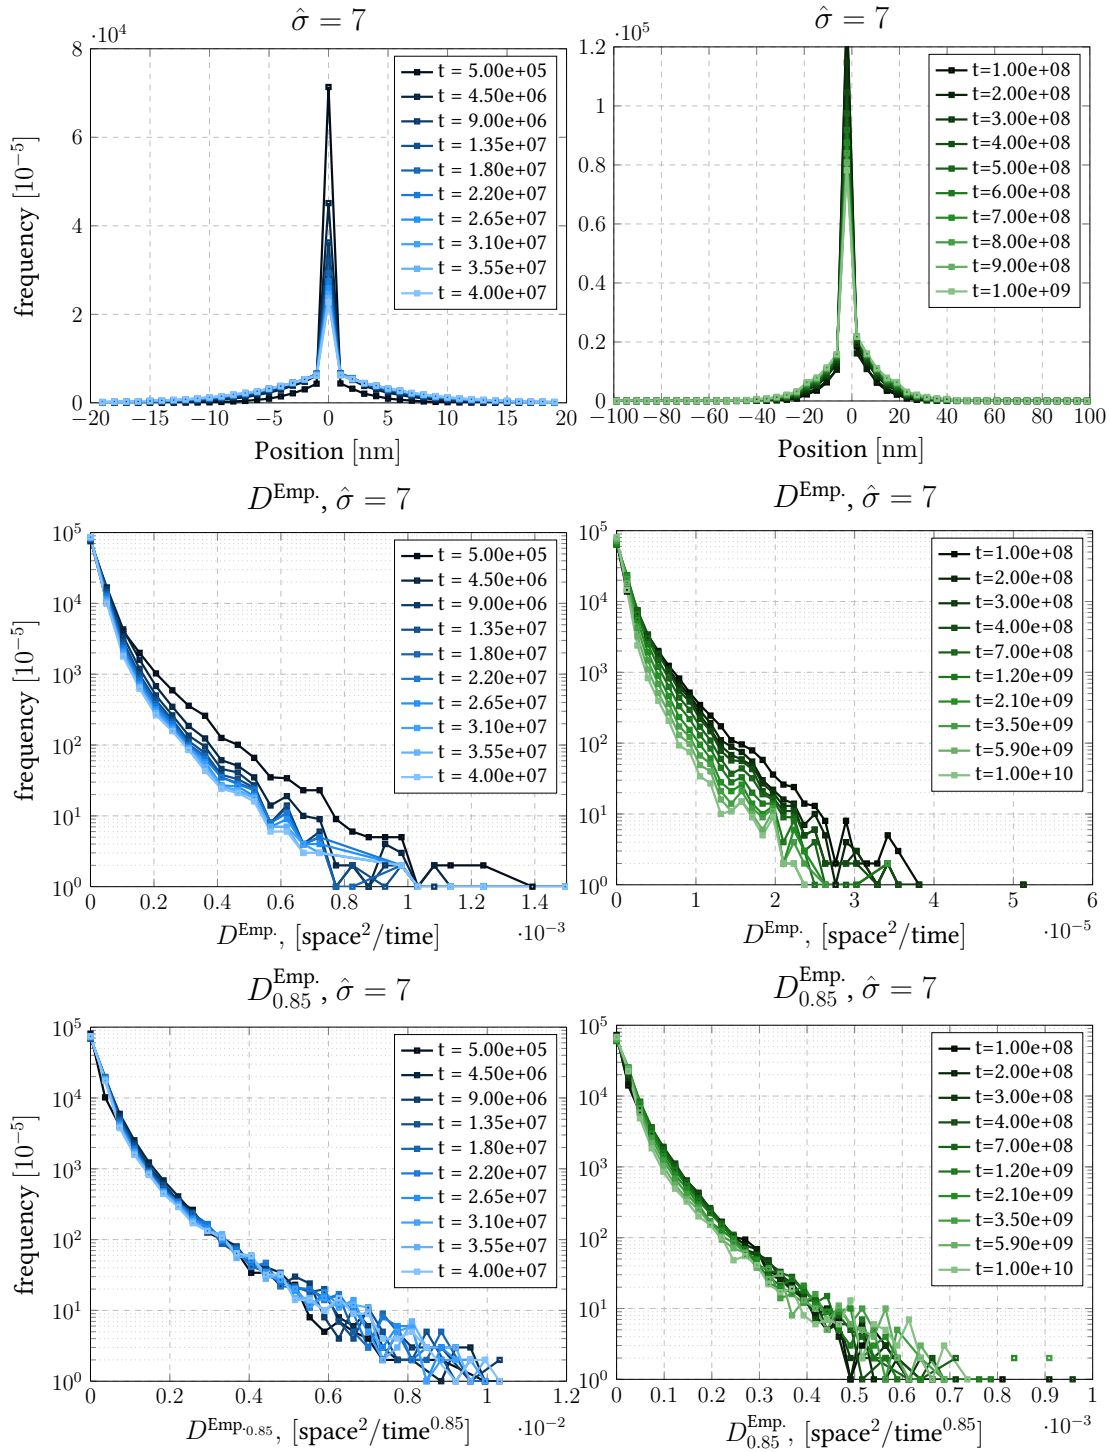 σ̂ = 7
·10⁴
8
6
4
2
0
frequency [10⁻⁵]
t = 5.00e+05
t = 4.50e+06
t = 9.00e+06
t = 1.35e+07
t = 1.80e+07
t = 2.20e+07
t = 2.65e+07
t = 3.10e+07
t = 3.55e+07
t = 4.00e+07
−20 −15 −10 −5 0 5 10 15 20
Position [nm]
σ̂ = 7
·10⁵
1.2
1
0.8
0.6
0.4
0.2
0
t=1.00e+08
t=2.00e+08
t=3.00e+08
t=4.00e+08
t=5.00e+08
t=6.00e+08
t=7.00e+08
t=8.00e+08
t=9.00e+08
t=1.00e+09
−100 −80 −60 −40 −20 0 20 40 60 80 100
Position [nm]
D^Emp., σ̂ = 7
10⁵
10⁴
10³
10²
10¹
10⁰
frequency [10⁻⁵]
t = 5.00e+05
t = 4.50e+06
t = 9.00e+06
t = 1.35e+07
t = 1.80e+07
t = 2.20e+07
t = 2.65e+07
t = 3.10e+07
t = 3.55e+07
t = 4.00e+07
0 0.2 0.4 0.6 0.8 1 1.2 1.4
·10⁻³
D^Emp., [space²/time]
D^Emp., σ̂ = 7
10⁵
10⁴
10³
10²
10¹
10⁰
t=1.00e+08
t=2.00e+08
t=3.00e+08
t=4.00e+08
t=7.00e+08
t=1.20e+09
t=2.10e+09
t=3.50e+09
t=5.90e+09
t=1.00e+10
0 1 2 3 4 5 6
·10⁻⁵
D^Emp., [space²/time]
D_0.85^Emp., σ̂ = 7
10⁵
10⁴
10³
10²
10¹
10⁰
frequency [10⁻⁵]
t = 5.00e+05
t = 4.50e+06
t = 9.00e+06
t = 1.35e+07
t = 1.80e+07
t = 2.20e+07
t = 2.65e+07
t = 3.10e+07
t = 3.55e+07
t = 4.00e+07
0 0.2 0.4 0.6 0.8 1 1.2
·10⁻²
D^Emp.0.85, [space²/time^0.85]
D_0.85^Emp., σ̂ = 7
10⁵
10⁴
10³
10²
10¹
10⁰
t=1.00e+08
t=2.00e+08
t=3.00e+08
t=4.00e+08
t=7.00e+08
t=1.20e+09
t=2.10e+09
t=3.50e+09
t=5.90e+09
t=1.00e+10
0 0.1 0.2 0.3 0.4 0.5 0.6 0.7 0.8 0.9 1
·10⁻³
D_0.85^Emp., [space²/time^0.85]